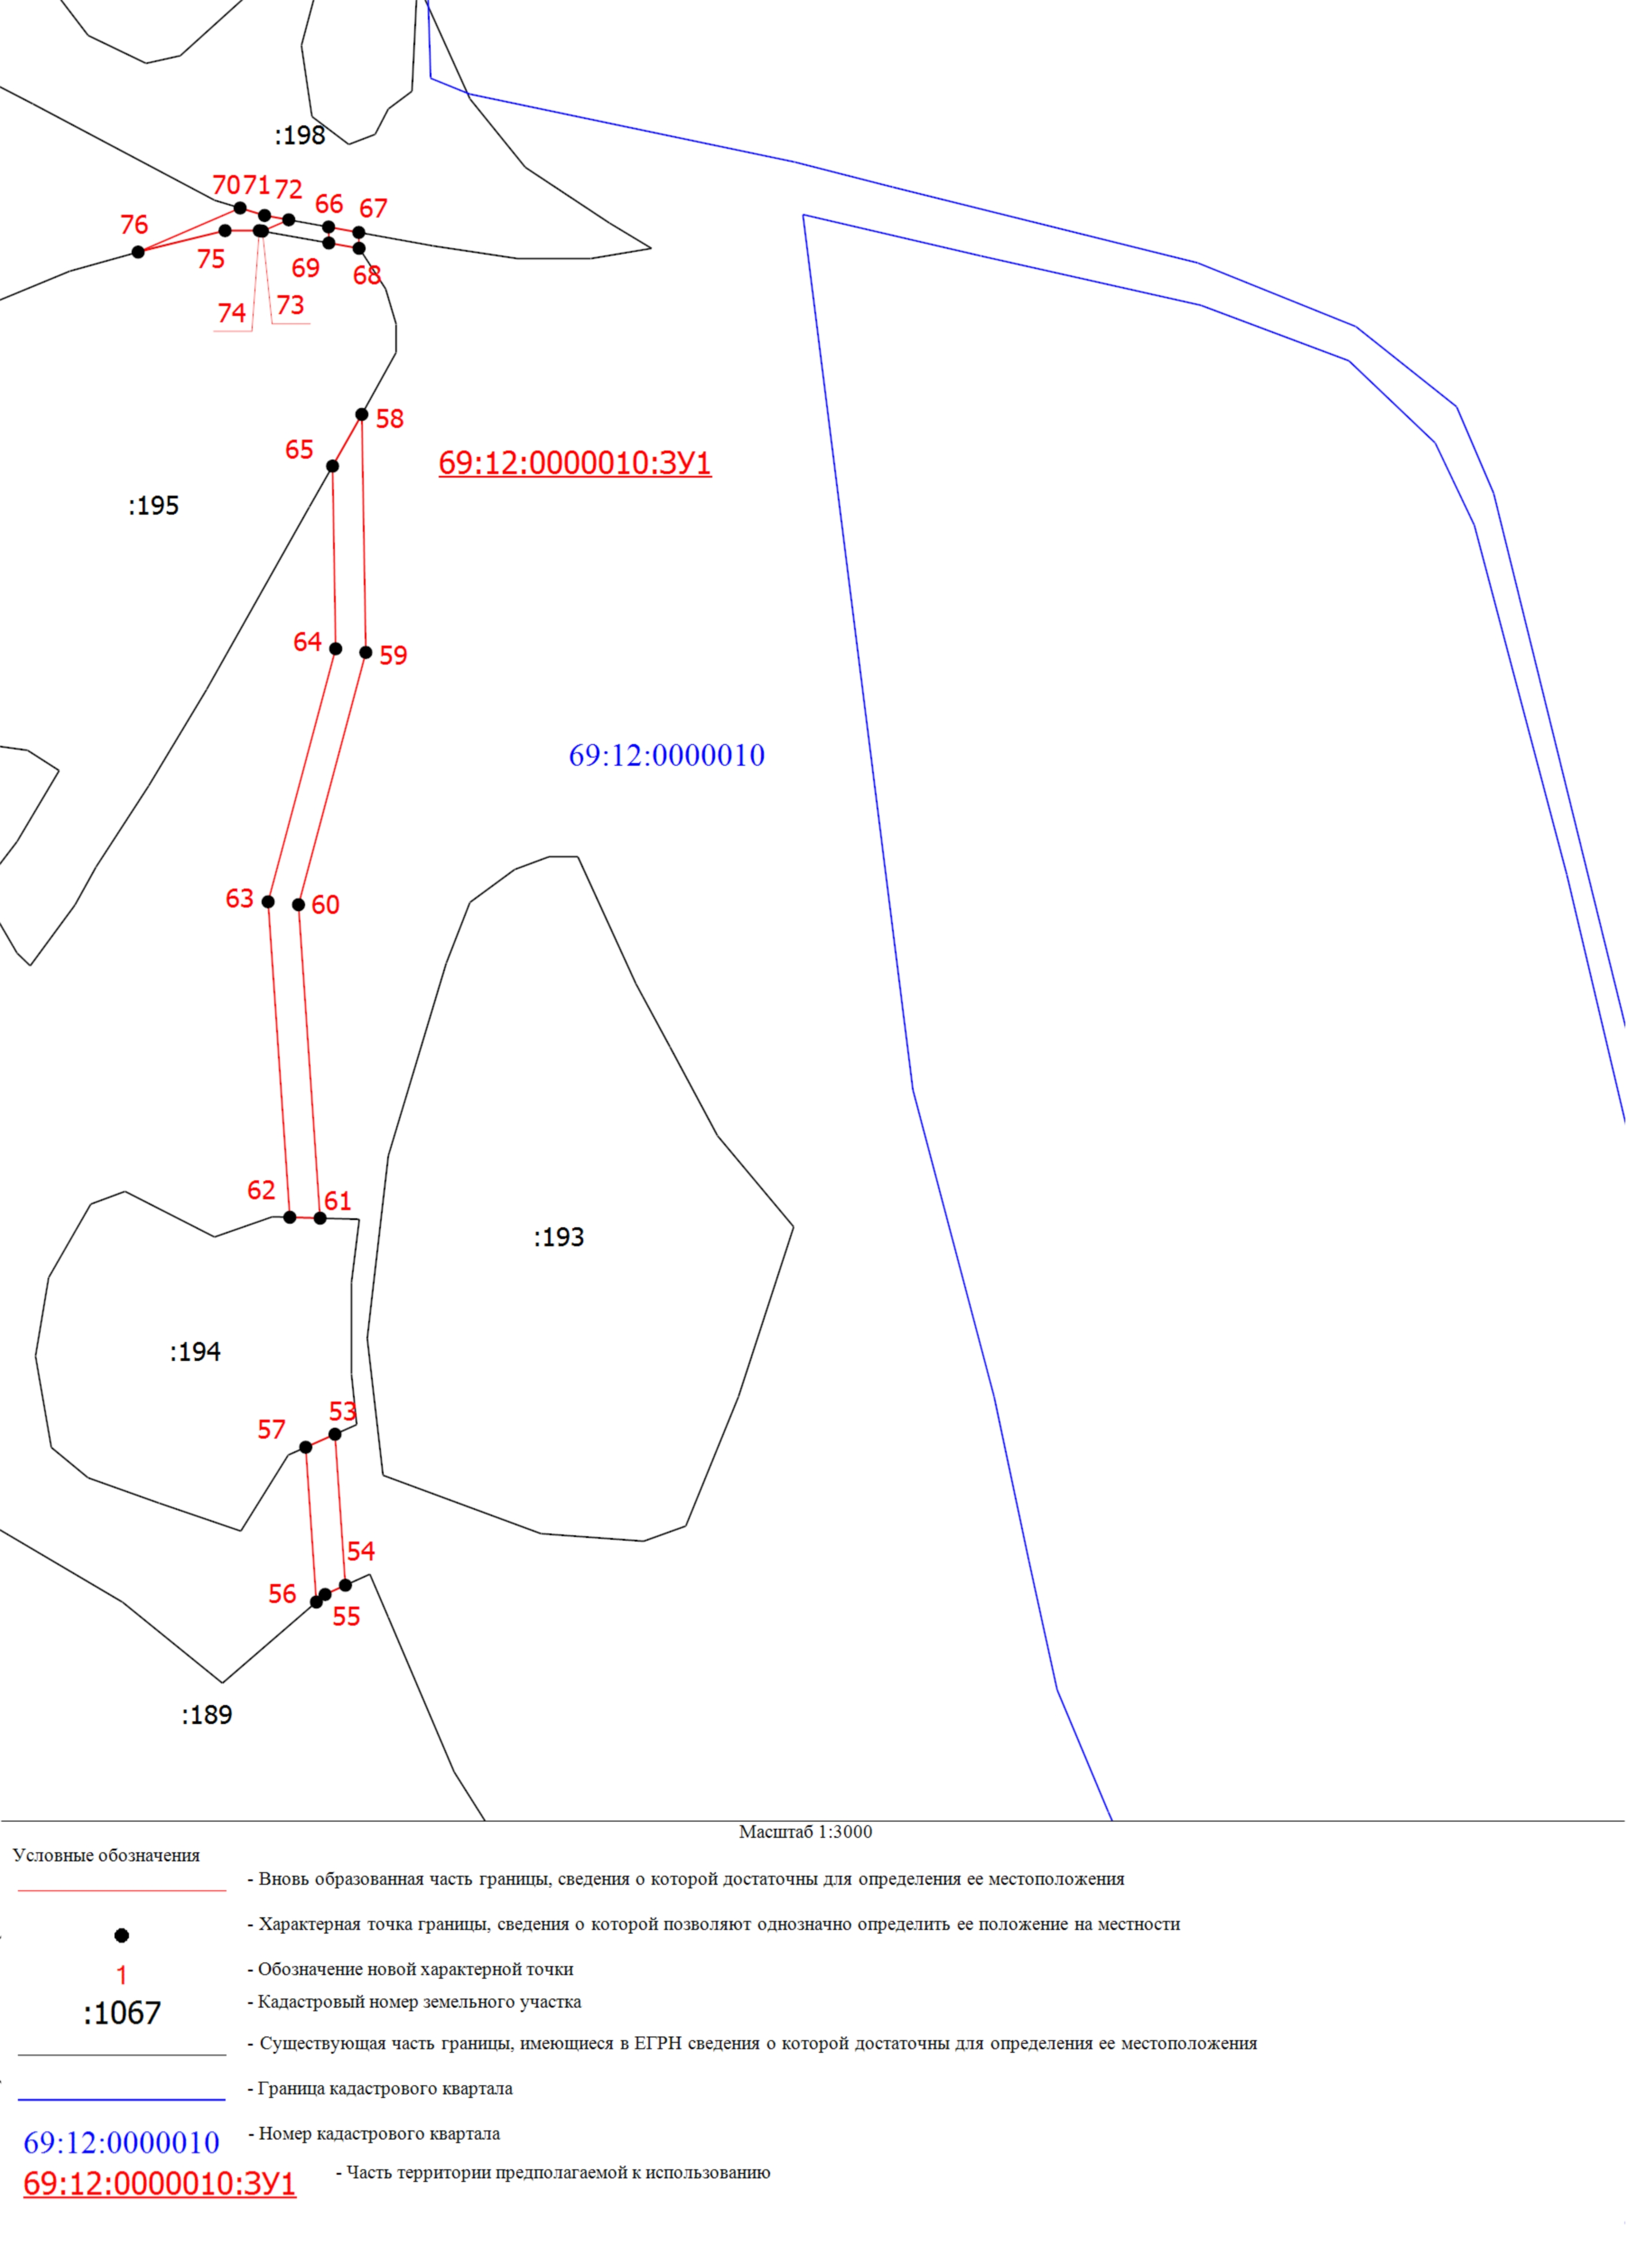 :198
70 71 72
66
67
76
75
69
68
74
73
58
65
69:12:0000010:ЗУ1
:195
64
59
69:12:0000010
63
60
62
61
:193
:194
53
57
54
56
55
:189
Масштаб 1:3000
Условные обозначения
- Вновь образованная часть границы, сведения о которой достаточны для определения ее местоположения
- Характерная точка границы, сведения о которой позволяют однозначно определить ее положение на местности
1 - Обозначение новой характерной точки
:1067 - Кадастровый номер земельного участка
- Существующая часть границы, имеющиеся в ЕГРН сведения о которой достаточны для определения ее местоположения
- Граница кадастрового квартала
69:12:0000010 - Номер кадастрового квартала
69:12:0000010:ЗУ1 - Часть территории предполагаемой к использованию